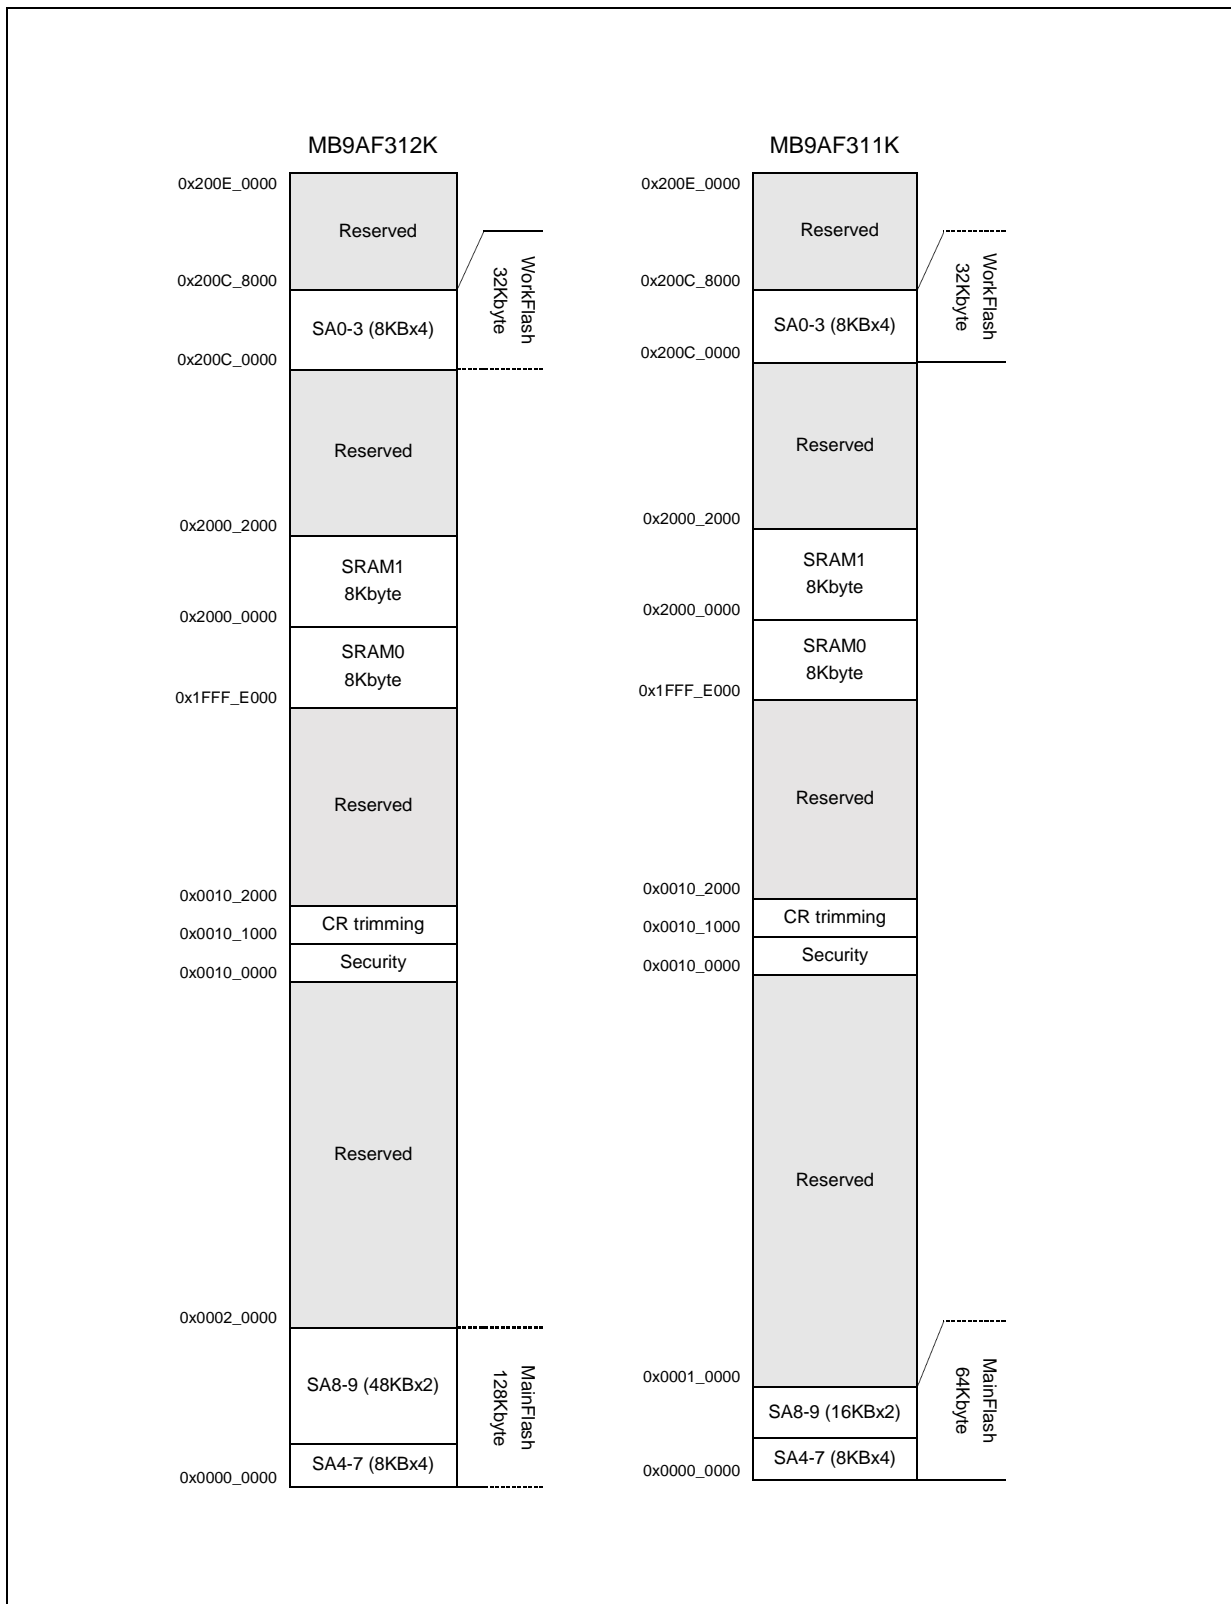 MB9AF312K
0x200E_0000
Reserved
0x200C_8000
WorkFlash
32Kbyte
SA0-3 (8KBx4)
0x200C_0000
Reserved
0x2000_2000
SRAM1
8Kbyte
0x2000_0000
SRAM0
8Kbyte
0x1FFF_E000
Reserved
0x0010_2000
CR trimming
0x0010_1000
Security
0x0010_0000
Reserved
0x0002_0000
SA8-9 (48KBx2)
MainFlash
128Kbyte
SA4-7 (8KBx4)
0x0000_0000
MB9AF311K
0x200E_0000
Reserved
0x200C_8000
WorkFlash
32Kbyte
SA0-3 (8KBx4)
0x200C_0000
Reserved
0x2000_2000
SRAM1
8Kbyte
0x2000_0000
SRAM0
8Kbyte
0x1FFF_E000
Reserved
0x0010_2000
CR trimming
0x0010_1000
Security
0x0010_0000
Reserved
0x0001_0000
MainFlash
64Kbyte
SA8-9 (16KBx2)
SA4-7 (8KBx4)
0x0000_0000